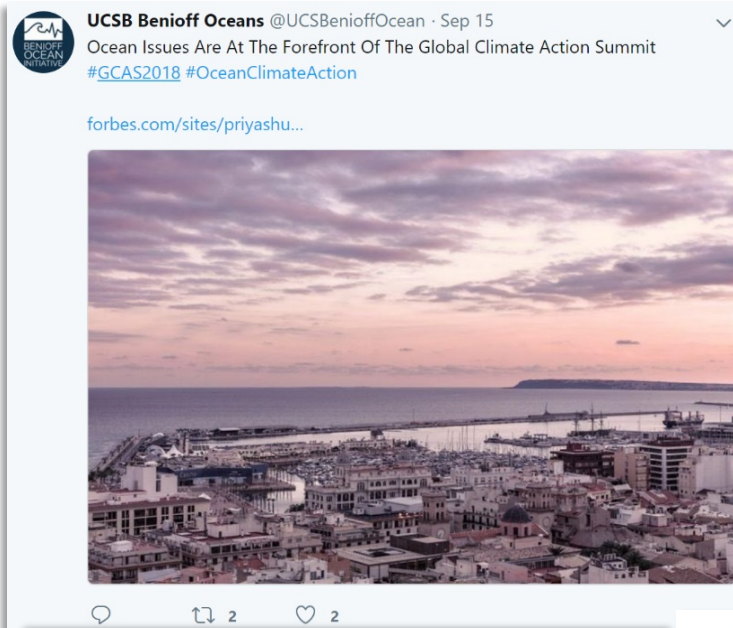 BENIOFF
OCEAN
INITIATIVE
UCSB Benioff Oceans @UCSBenioffOcean · Sep 15
Ocean Issues Are At The Forefront Of The Global Climate Action Summit
#GCAS2018 #OceanClimateAction
forbes.com/sites/priyashu...
2 2